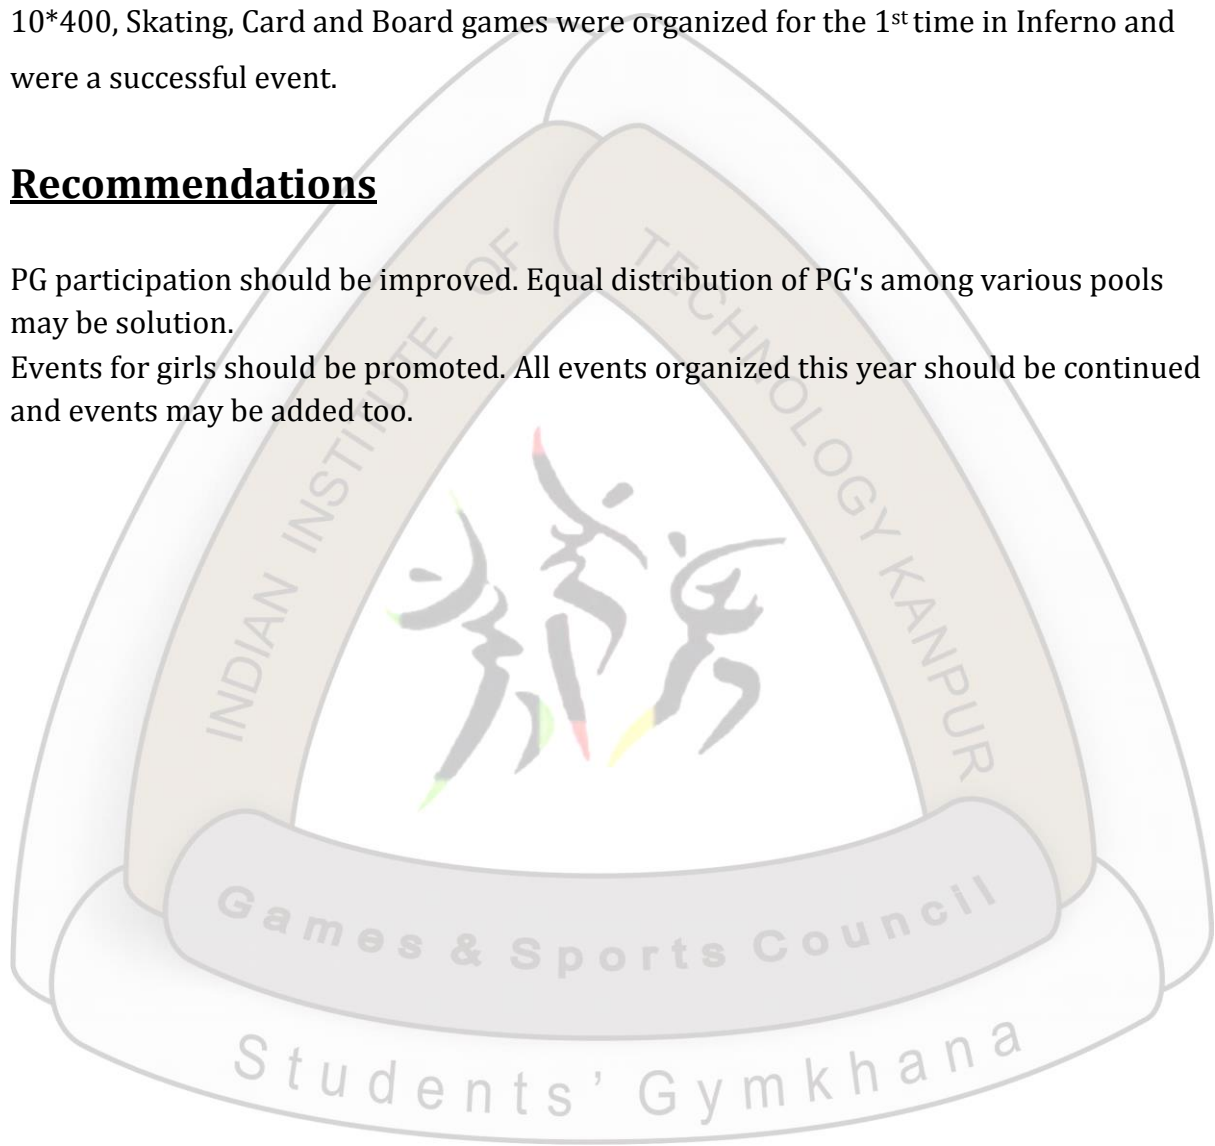 10*400, Skating, Card and Board games were organized for the 1st time in Inferno and
were a successful event.
Recommendations
PG participation should be improved. Equal distribution of PG's among various pools
may be solution.
Events for girls should be promoted. All events organized this year should be continued
and events may be added too.
INDIAN INSTITUTE OF TECHNOLOGY KANPUR
Games & Sports Council
Students' Gymkhana